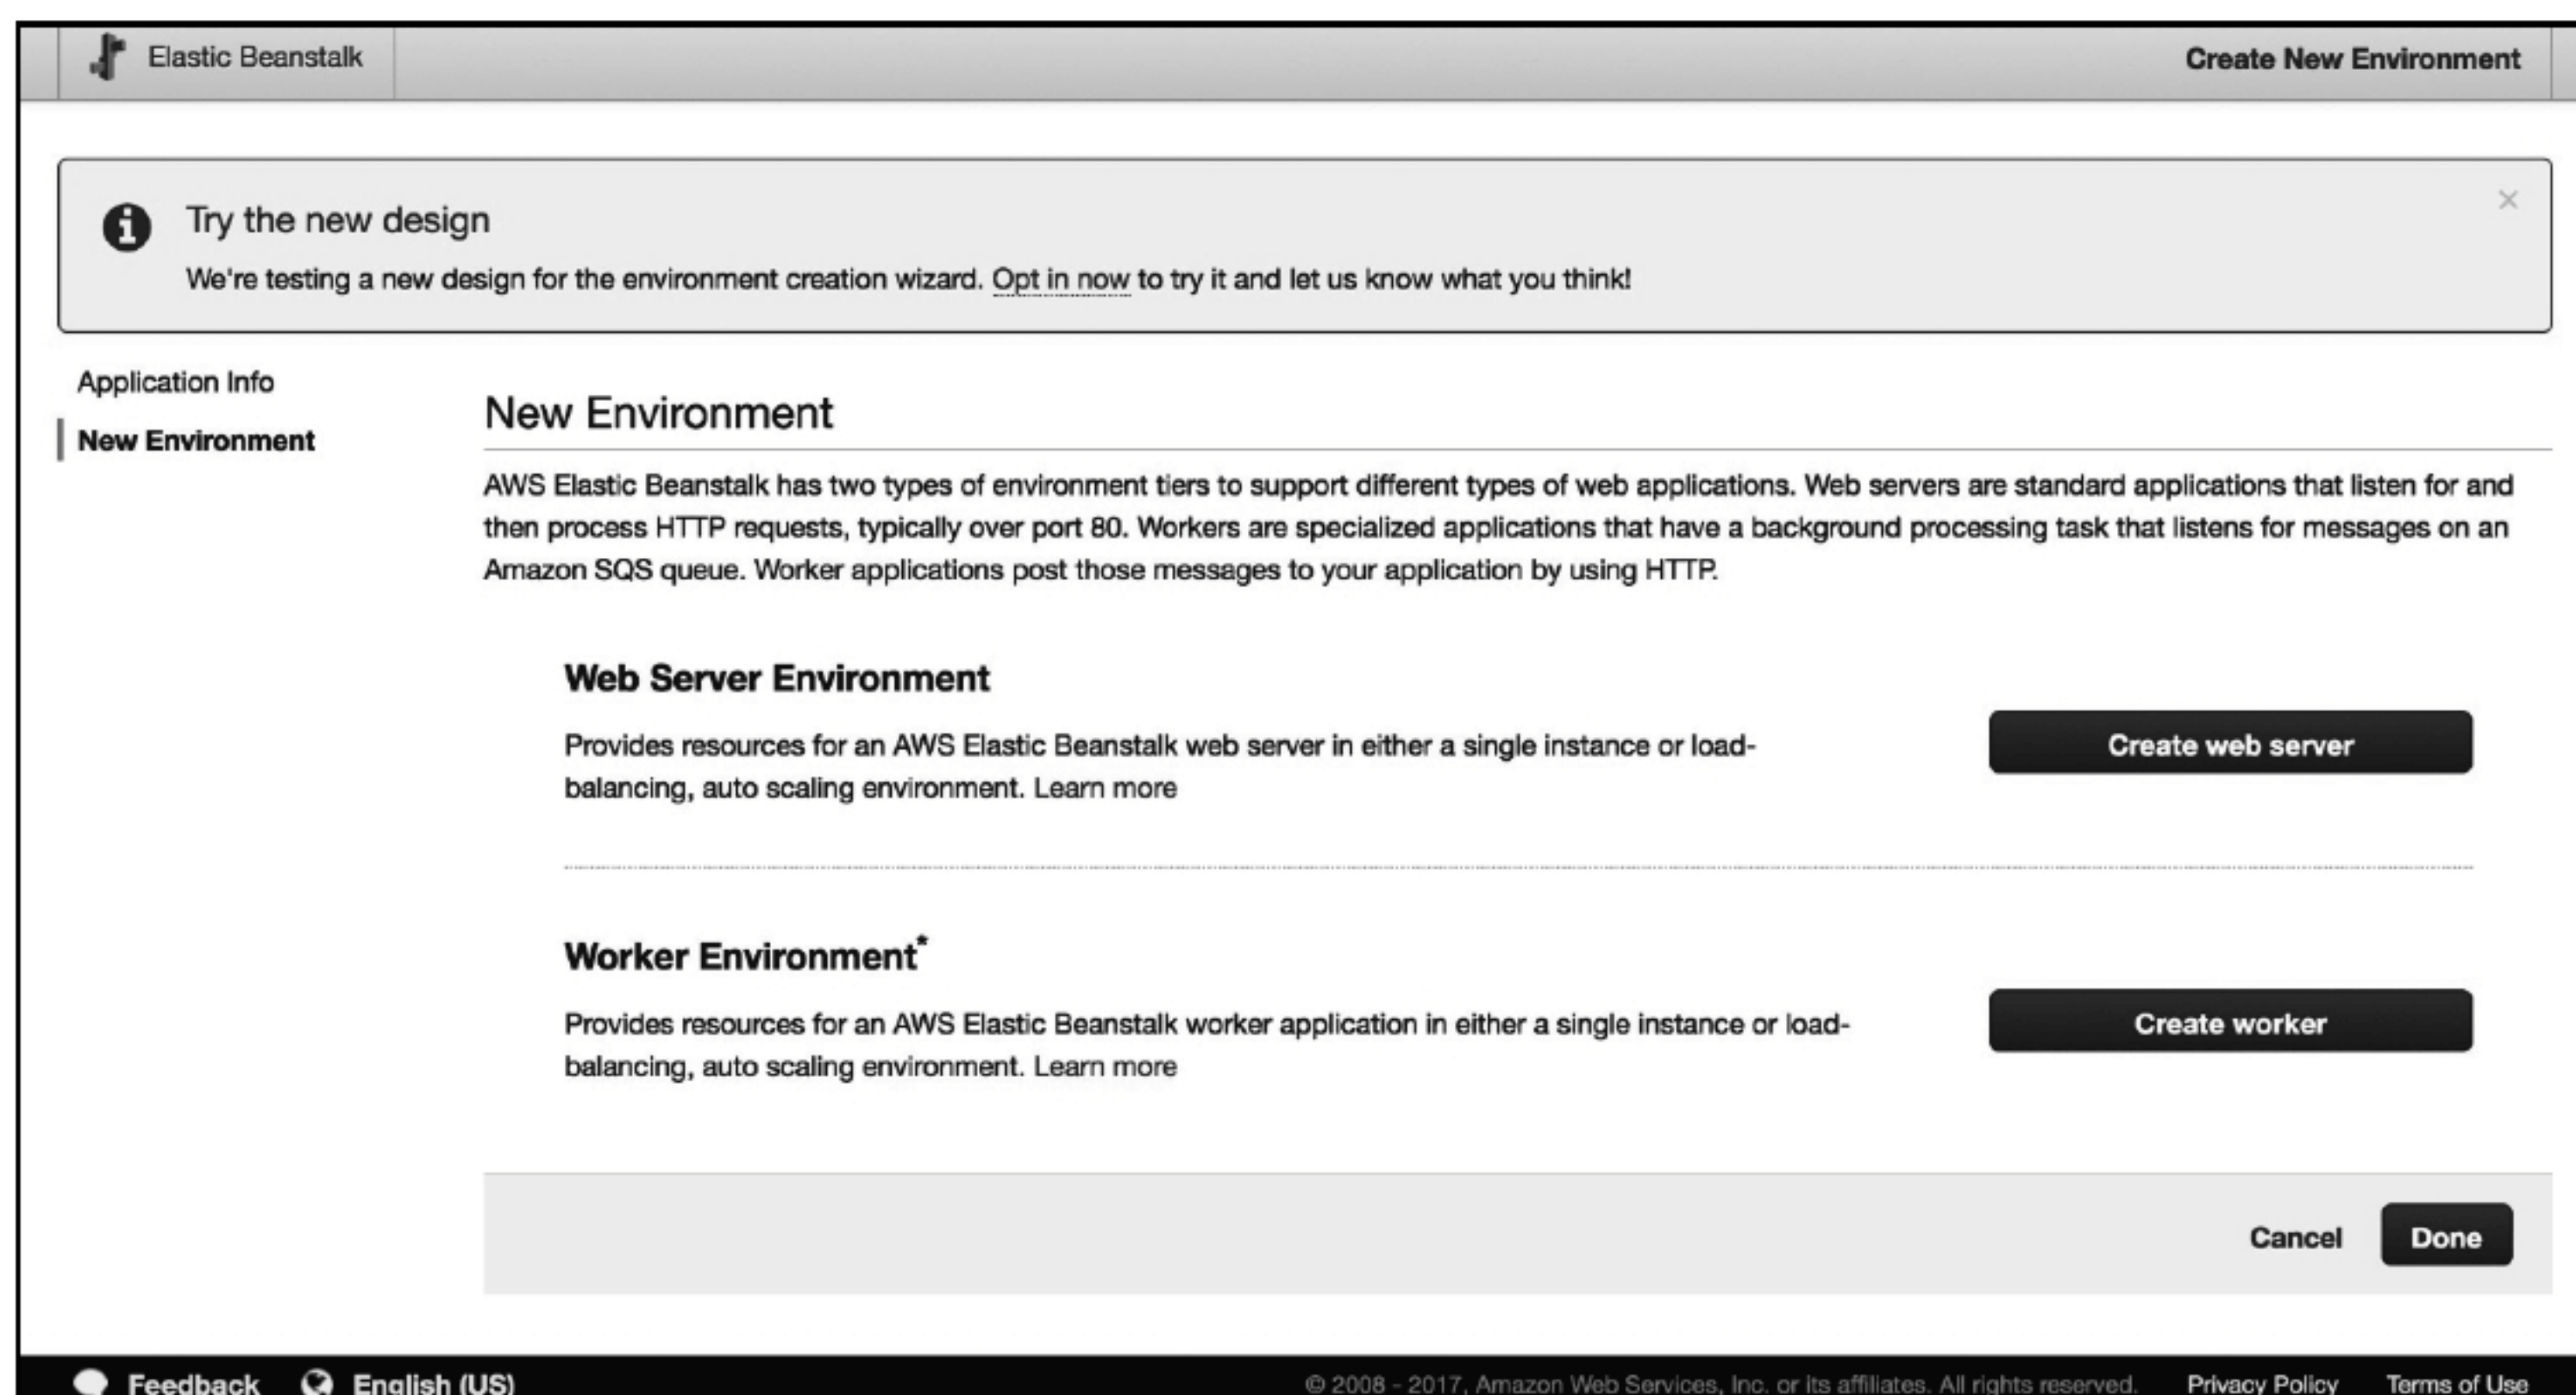 Elastic Beanstalk
Create New Environment
Try the new design
We're testing a new design for the environment creation wizard. Opt in now to try it and let us know what you think!
Application Info
New Environment
New Environment
AWS Elastic Beanstalk has two types of environment tiers to support different types of web applications. Web servers are standard applications that listen for and
then process HTTP requests, typically over port 80. Workers are specialized applications that have a background processing task that listens for messages on an
Amazon SQS queue. Worker applications post those messages to your application by using HTTP.
Web Server Environment
Provides resources for an AWS Elastic Beanstalk web server in either a single instance or load-
balancing, auto scaling environment. Learn more
Create web server
Worker Environment*
Provides resources for an AWS Elastic Beanstalk worker application in either a single instance or load-
balancing, auto scaling environment. Learn more
Create worker
Cancel
Done
Feedback
English (US)
© 2008 - 2017, Amazon Web Services, Inc. or its affiliates. All rights reserved.
Privacy Policy
Terms of Use